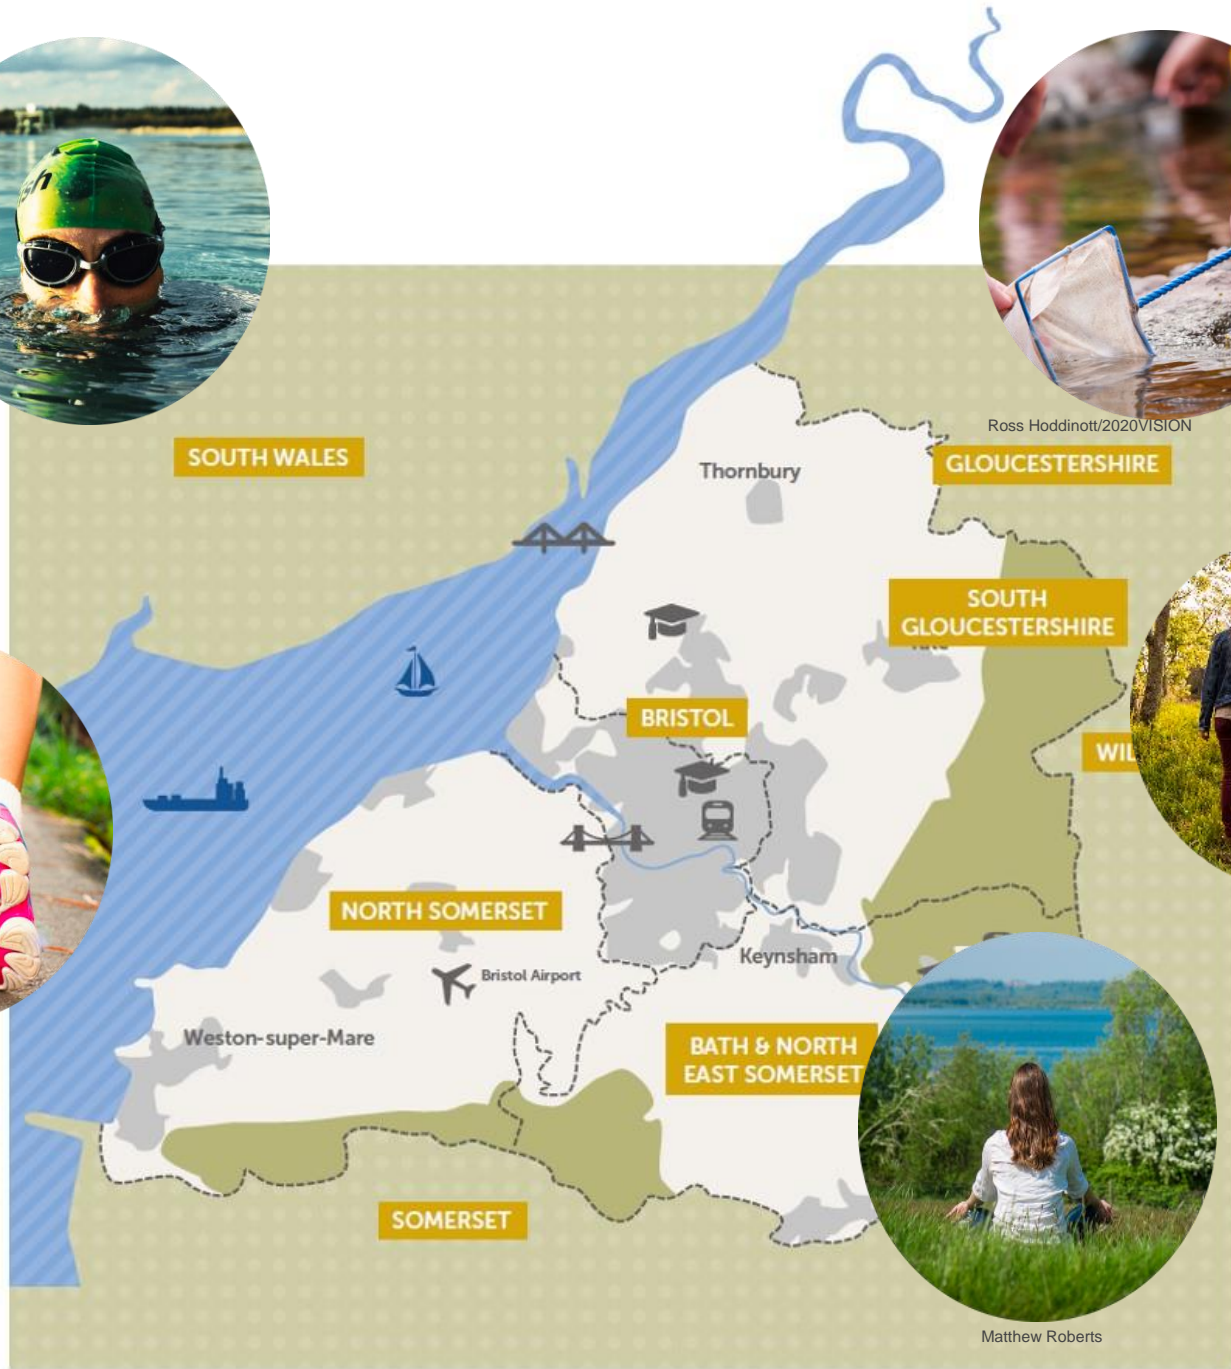 Ross Hoddinott/2020VISION
SOUTH WALES
GLOUCESTERSHIRE
Thornbury
SOUTH
GLOUCESTERSHIRE
BRISTOL
WIL
NORTH SOMERSET
Keynsham
Bristol Airport
Weston-super-Mare
BATH & NORTH
EAST SOMERSET
SOMERSET
Matthew Roberts